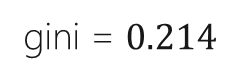 gini = 0.214